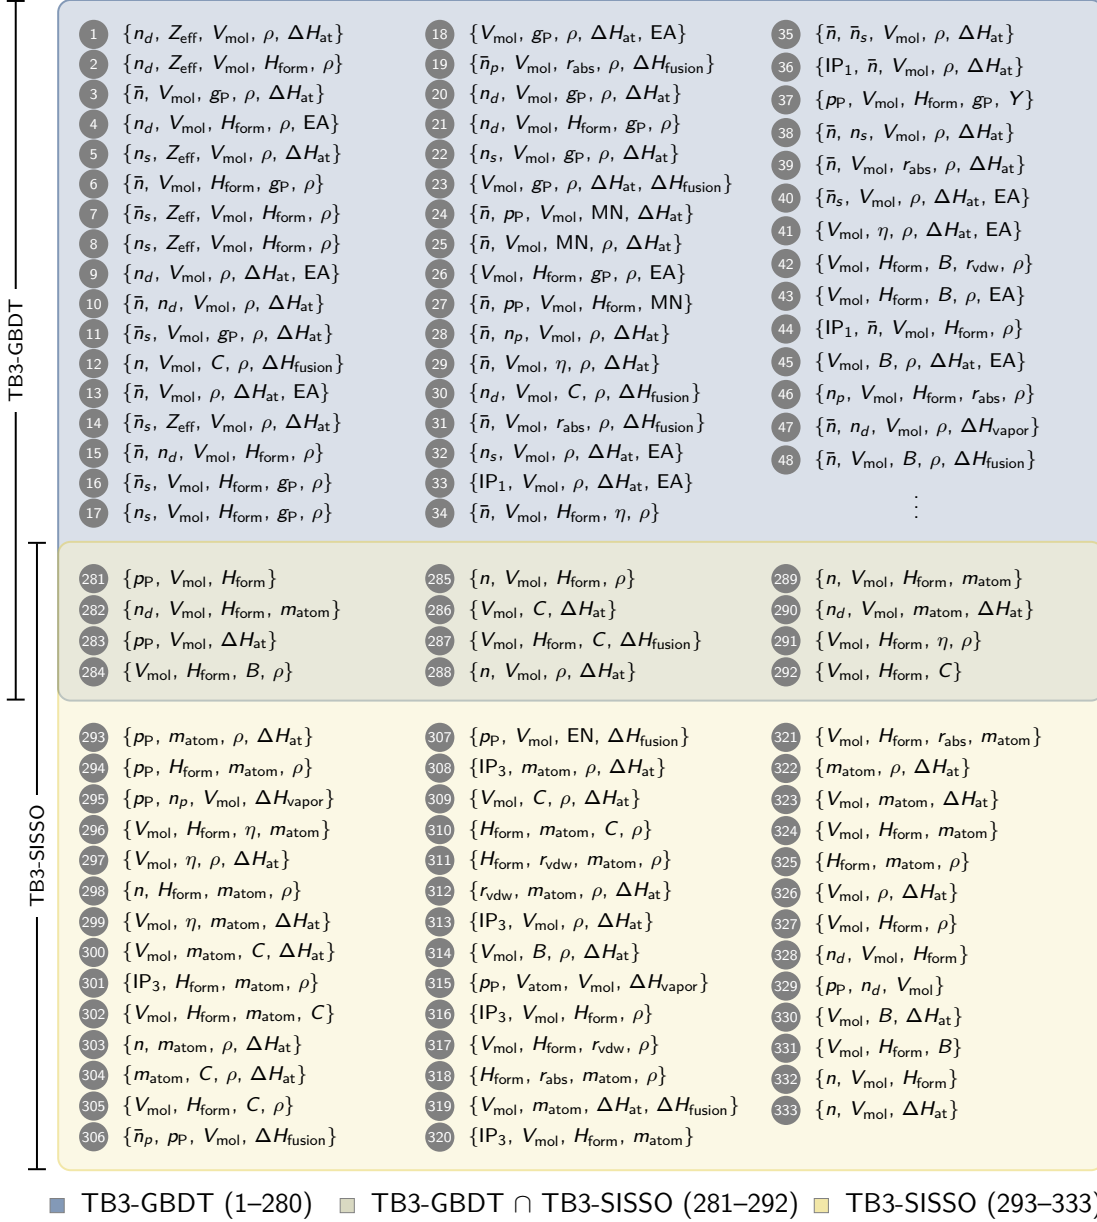 TB3-GBDT
TB3-SISSO
1 {n_d, Z_eff, V_mol, ρ, ΔH_at}
2 {n_d, Z_eff, V_mol, H_form, ρ}
3 {n̄, V_mol, g_P, ρ, ΔH_at}
4 {n_d, V_mol, H_form, ρ, EA}
5 {n_s, Z_eff, V_mol, ρ, ΔH_at}
6 {n̄, V_mol, H_form, g_P, ρ}
7 {n̄_s, Z_eff, V_mol, H_form, ρ}
8 {n_s, Z_eff, V_mol, H_form, ρ}
9 {n_d, V_mol, ρ, ΔH_at, EA}
10 {n̄, n_d, V_mol, ρ, ΔH_at}
11 {n̄_s, V_mol, g_P, ρ, ΔH_at}
12 {n, V_mol, C, ρ, ΔH_fusion}
13 {n̄, V_mol, ρ, ΔH_at, EA}
14 {n̄_s, Z_eff, V_mol, ρ, ΔH_at}
15 {n̄, n_d, V_mol, H_form, ρ}
16 {n̄_s, V_mol, H_form, g_P, ρ}
17 {n_s, V_mol, H_form, g_P, ρ}
18 {V_mol, g_P, ρ, ΔH_at, EA}
19 {n̄_p, V_mol, r_abs, ρ, ΔH_fusion}
20 {n_d, V_mol, g_P, ρ, ΔH_at}
21 {n_d, V_mol, H_form, g_P, ρ}
22 {n_s, V_mol, g_P, ρ, ΔH_at}
23 {V_mol, g_P, ρ, ΔH_at, ΔH_fusion}
24 {n̄, p_P, V_mol, MN, ΔH_at}
25 {n̄, V_mol, MN, ρ, ΔH_at}
26 {V_mol, H_form, g_P, ρ, EA}
27 {n̄, p_P, V_mol, H_form, MN}
28 {n̄, n_p, V_mol, ρ, ΔH_at}
29 {n̄, V_mol, η, ρ, ΔH_at}
30 {n_d, V_mol, C, ρ, ΔH_fusion}
31 {n̄, V_mol, r_abs, ρ, ΔH_fusion}
32 {n_s, V_mol, ρ, ΔH_at, EA}
33 {IP_1, V_mol, ρ, ΔH_at, EA}
34 {n̄, V_mol, H_form, η, ρ}
35 {n̄, n̄_s, V_mol, ρ, ΔH_at}
36 {IP_1, n̄, V_mol, ρ, ΔH_at}
37 {p_P, V_mol, H_form, g_P, Y}
38 {n̄, n_s, V_mol, ρ, ΔH_at}
39 {n̄, V_mol, r_abs, ρ, ΔH_at}
40 {n̄_s, V_mol, ρ, ΔH_at, EA}
41 {V_mol, η, ρ, ΔH_at, EA}
42 {V_mol, H_form, B, r_vdw, ρ}
43 {V_mol, H_form, B, ρ, EA}
44 {IP_1, n̄, V_mol, H_form, ρ}
45 {V_mol, B, ρ, ΔH_at, EA}
46 {n_p, V_mol, H_form, r_abs, ρ}
47 {n̄, n_d, V_mol, ρ, ΔH_vapor}
48 {n̄, V_mol, B, ρ, ΔH_fusion}
⋮
281 {p_P, V_mol, H_form}
282 {n_d, V_mol, H_form, m_atom}
283 {p_P, V_mol, ΔH_at}
284 {V_mol, H_form, B, ρ}
285 {n, V_mol, H_form, ρ}
286 {V_mol, C, ΔH_at}
287 {V_mol, H_form, C, ΔH_fusion}
288 {n, V_mol, ρ, ΔH_at}
289 {n, V_mol, H_form, m_atom}
290 {n_d, V_mol, m_atom, ΔH_at}
291 {V_mol, H_form, η, ρ}
292 {V_mol, H_form, C}
293 {p_P, m_atom, ρ, ΔH_at}
294 {p_P, H_form, m_atom, ρ}
295 {p_P, n_p, V_mol, ΔH_vapor}
296 {V_mol, H_form, η, m_atom}
297 {V_mol, η, ρ, ΔH_at}
298 {n, H_form, m_atom, ρ}
299 {V_mol, η, m_atom, ΔH_at}
300 {V_mol, m_atom, C, ΔH_at}
301 {IP_3, H_form, m_atom, ρ}
302 {V_mol, H_form, m_atom, C}
303 {n, m_atom, ρ, ΔH_at}
304 {m_atom, C, ρ, ΔH_at}
305 {V_mol, H_form, C, ρ}
306 {n̄_p, p_P, V_mol, ΔH_fusion}
307 {p_P, V_mol, EN, ΔH_fusion}
308 {IP_3, m_atom, ρ, ΔH_at}
309 {V_mol, C, ρ, ΔH_at}
310 {H_form, m_atom, C, ρ}
311 {H_form, r_vdw, m_atom, ρ}
312 {r_vdw, m_atom, ρ, ΔH_at}
313 {IP_3, V_mol, ρ, ΔH_at}
314 {V_mol, B, ρ, ΔH_at}
315 {p_P, V_atom, V_mol, ΔH_vapor}
316 {IP_3, V_mol, H_form, ρ}
317 {V_mol, H_form, r_vdw, ρ}
318 {H_form, r_abs, m_atom, ρ}
319 {V_mol, m_atom, ΔH_at, ΔH_fusion}
320 {IP_3, V_mol, H_form, m_atom}
321 {V_mol, H_form, r_abs, m_atom}
322 {m_atom, ρ, ΔH_at}
323 {V_mol, m_atom, ΔH_at}
324 {V_mol, H_form, m_atom}
325 {H_form, m_atom, ρ}
326 {V_mol, ρ, ΔH_at}
327 {V_mol, H_form, ρ}
328 {n_d, V_mol, H_form}
329 {p_P, n_d, V_mol}
330 {V_mol, B, ΔH_at}
331 {V_mol, H_form, B}
332 {n, V_mol, H_form}
333 {n, V_mol, ΔH_at}
TB3-GBDT (1–280) TB3-GBDT ∩ TB3-SISSO (281–292) TB3-SISSO (293–333)